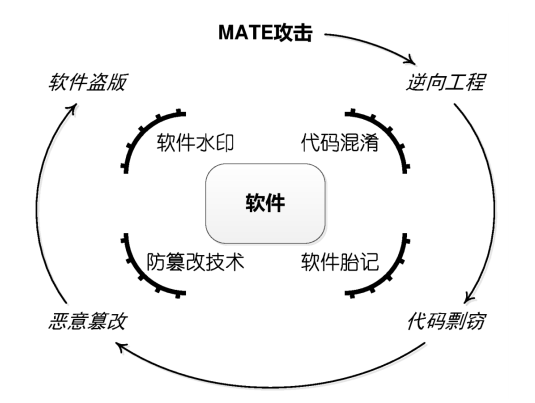 MATE攻击
软件盗版
逆向工程
软件水印
代码混淆
软件
防篡改技术
软件胎记
恶意篡改
代码剽窃